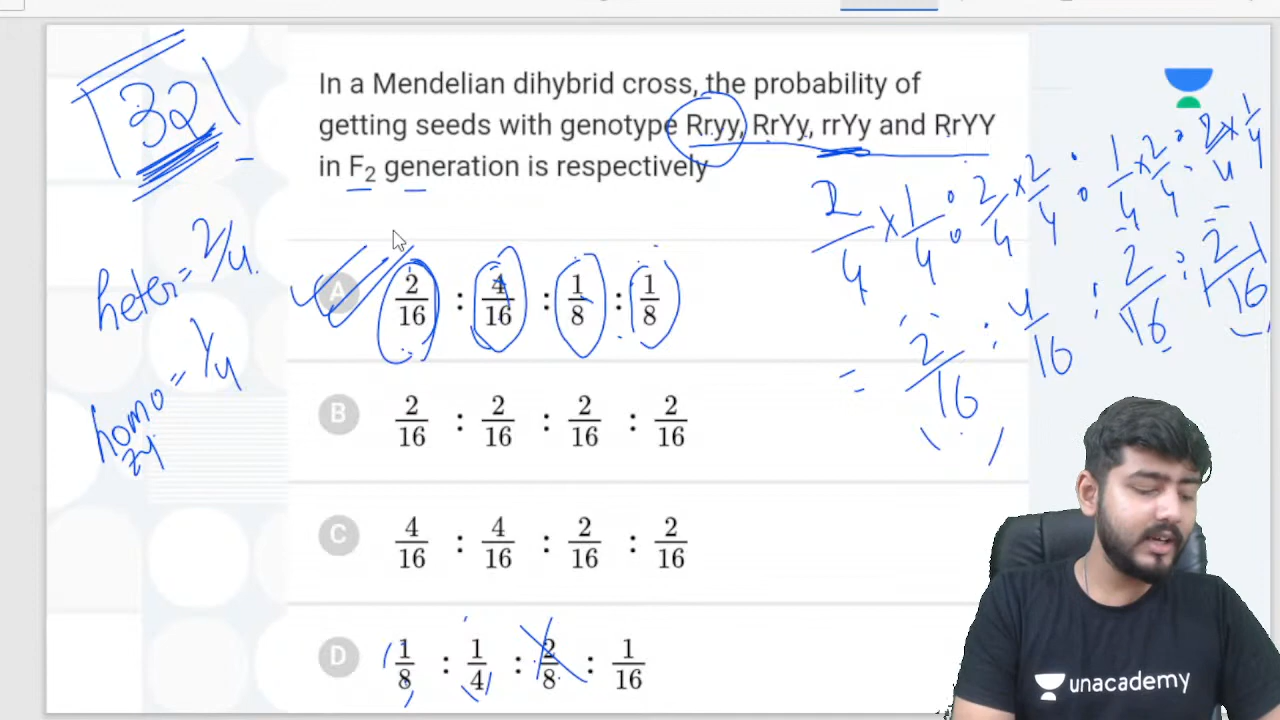 32
In a Mendelian dihybrid cross, the probability of
getting seeds with genotype Rryy, RrYy, rrYy and RrYY
in F₂ generation is respectively
heter = 2/4
homo = 1/4
zy
2/4 × 1/4 : 2/4 × 2/4 : 1/4 × 2/4 : 2/4 × 1/4
= 2/16 : 4/16 : 2/16 : 2/16
A 2/16 : 4/16 : 1/8 : 1/8
B 2/16 : 2/16 : 2/16 : 2/16
C 4/16 : 4/16 : 2/16 : 2/16
D 1/8 : 1/4 : 2/8 : 1/16
unacademy